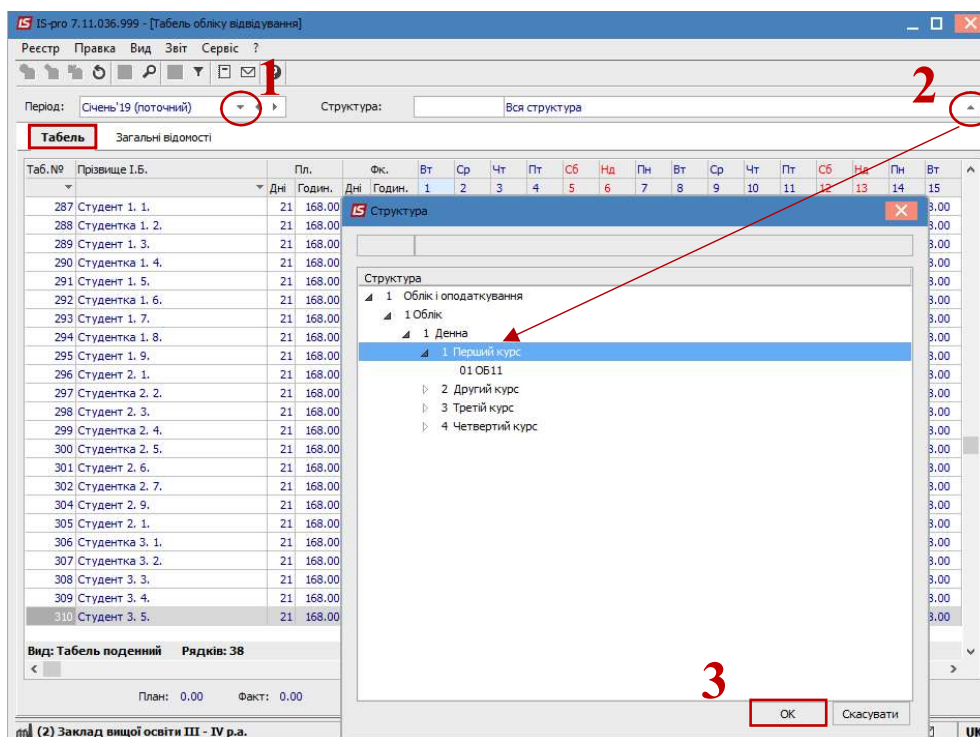 IS-pro 7.11.036.999 - [Табель обліку відвідування]
Реєстр Правка Вид Звіт Сервіс ?
1
Період: Січень'19 (поточний) Структура: Вся структура
2
Табель Загальні відомості
Таб.№ Прізвище І.Б. Пл. Фк. Вт Ср Чт Пт Сб Нд Пн Вт Ср Чт Пт Сб Нд Пн Вт
Дні Годин. Дні Годин. 1 2 3 4 5 6 7 8 9 10 11 12 13 14 15
287 Студент 1. 1. 21 168.00
288 Студентка 1. 2. 21 168.00
289 Студент 1. 3. 21 168.00
290 Студентка 1. 4. 21 168.00
291 Студент 1. 5. 21 168.00
292 Студентка 1. 6. 21 168.00
293 Студент 1. 7. 21 168.00
294 Студентка 1. 8. 21 168.00
295 Студент 1. 9. 21 168.00
296 Студент 2. 1. 21 168.00
297 Студентка 2. 2. 21 168.00
298 Студент 2. 3. 21 168.00
299 Студентка 2. 4. 21 168.00
300 Студентка 2. 5. 21 168.00
301 Студент 2. 6. 21 168.00
302 Студентка 2. 7. 21 168.00
304 Студент 2. 9. 21 168.00
305 Студент 2. 1. 21 168.00
306 Студентка 3. 1. 21 168.00
307 Студентка 3. 2. 21 168.00
308 Студент 3. 3. 21 168.00
309 Студент 3. 4. 21 168.00
310 Студент 3. 5. 21 168.00
Вид: Табель поденний Рядків: 38
План: 0.00 Факт: 0.00
Структура
Структура
1 Облік і оподаткування
1 Облік
1 Денна
1 Перший курс
01 ОБ11
2 Другий курс
3 Третій курс
4 Четвертий курс
3
OK Скасувати
(2) Заклад вищої освіти III - IV р.а.